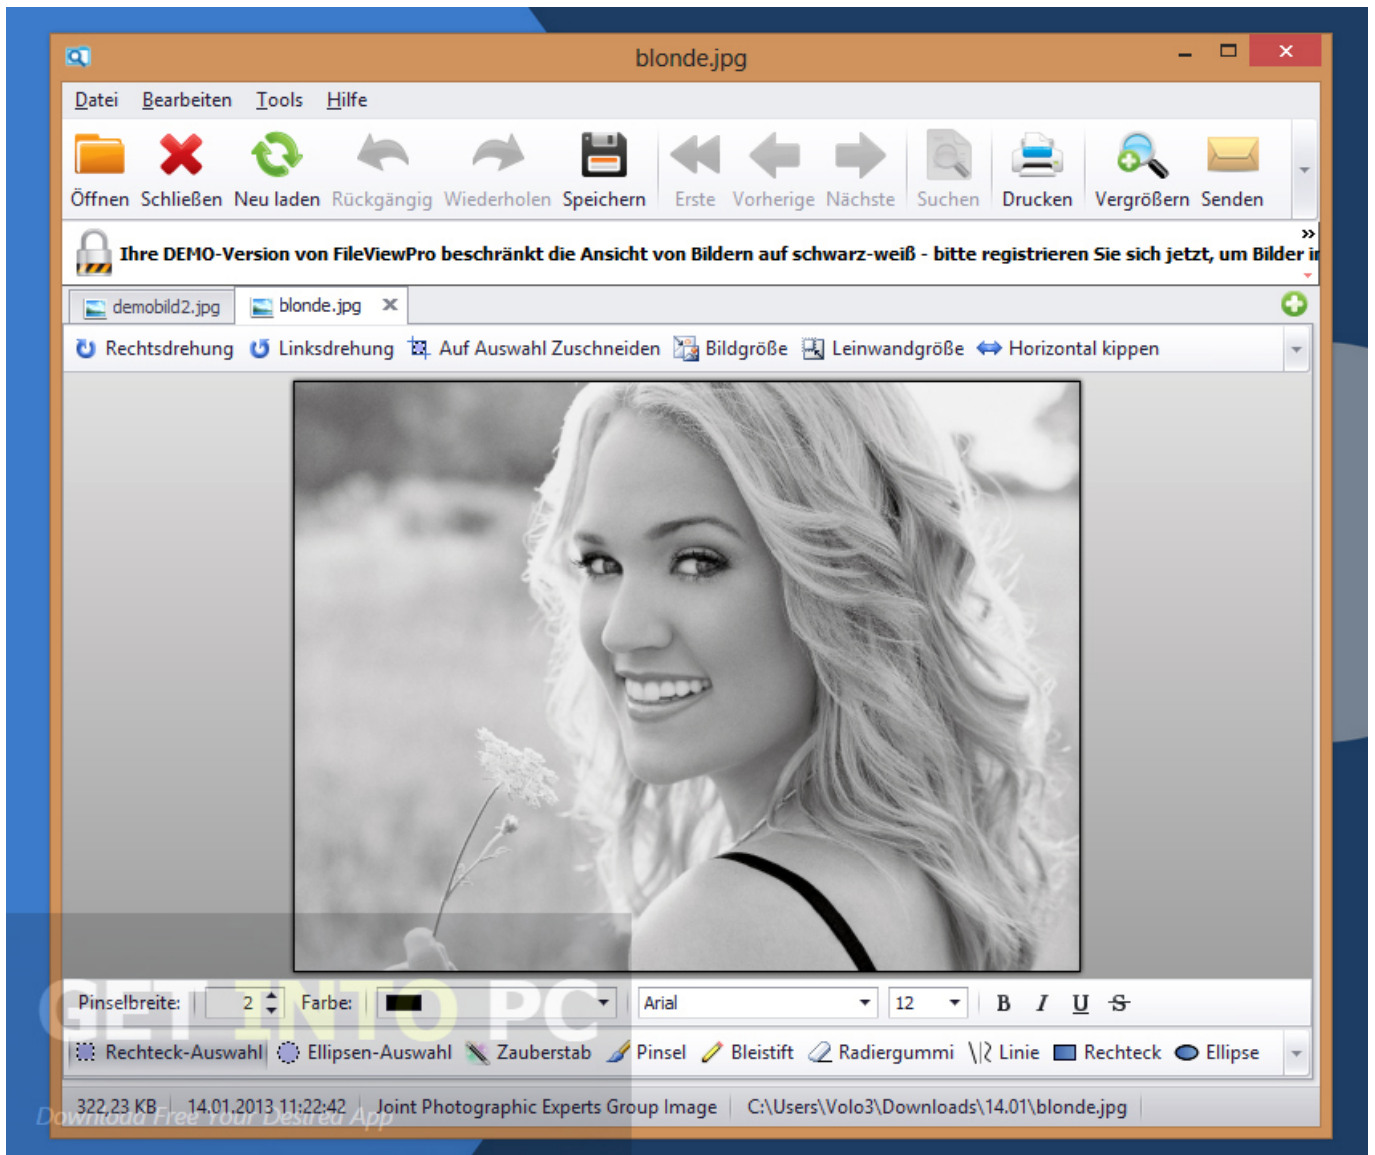 blonde.jpg
Datei Bearbeiten Tools Hilfe
Öffnen Schließen Neu laden Rückgängig Wiederholen Speichern Erste Vorherige Nächste Suchen Drucken Vergrößern Senden
Ihre DEMO-Version von FileViewPro beschränkt die Ansicht von Bildern auf schwarz-weiß - bitte registrieren Sie sich jetzt, um Bilder
demobild2.jpg blonde.jpg
Rechtsdrehung Linksdrehung Auf Auswahl Zuschneiden Bildgröße Leinwandgröße Horizontal kippen
Pinselbreite: 2 Farbe: Arial 12 B I U S
GET INTO PC
Rechteck-Auswahl Ellipsen-Auswahl Zauberstab Pinsel Bleistift Radiergummi Linie Rechteck Ellipse
322,23 KB 14.01.2013 11:22:42 Joint Photographic Experts Group Image C:\Users\Volo3\Downloads\14.01\blonde.jpg
Download Free Your Desired App